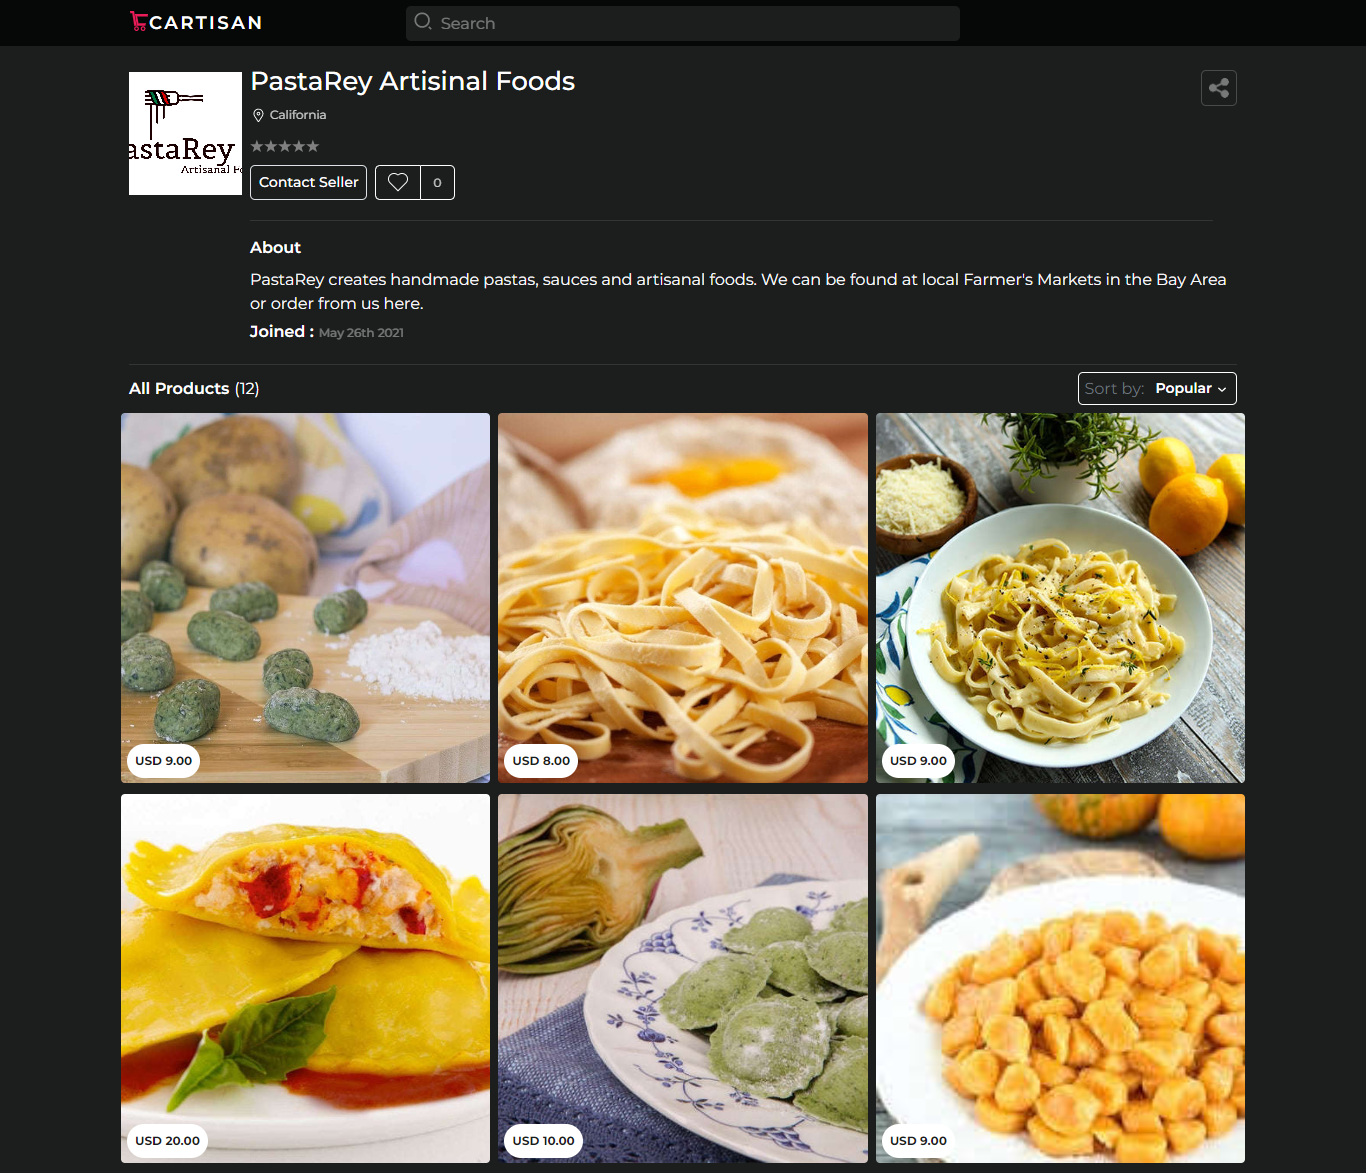 CARTISAN
Search
PastaRey Artisinal Foods
California
astaRey
Artisanal Fo
Contact Seller
0
About
PastaRey creates handmade pastas, sauces and artisanal foods. We can be found at local Farmer's Markets in the Bay Area
or order from us here.
Joined : May 26th 2021
All Products (12)
Sort by: Popular
USD 9.00
USD 8.00
USD 9.00
USD 20.00
USD 10.00
USD 9.00